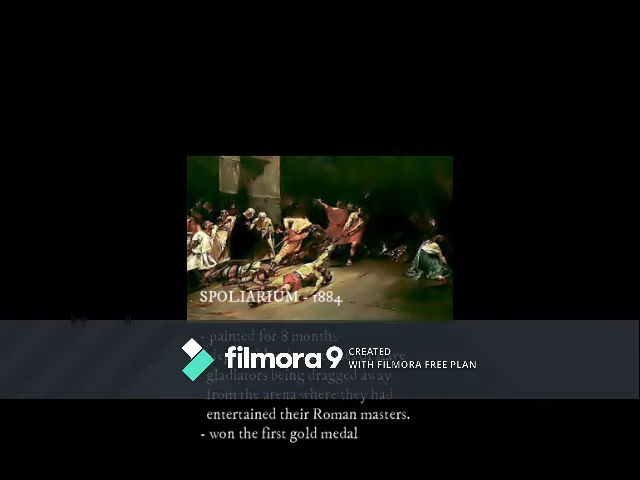 SPOLIARIUM - 1884
- painted for 8 months
gladiators being dragged away
from the arena where they had
entertained their Roman masters.
- won the first gold medal
filmora 9
CREATED
WITH FILMORA FREE PLAN